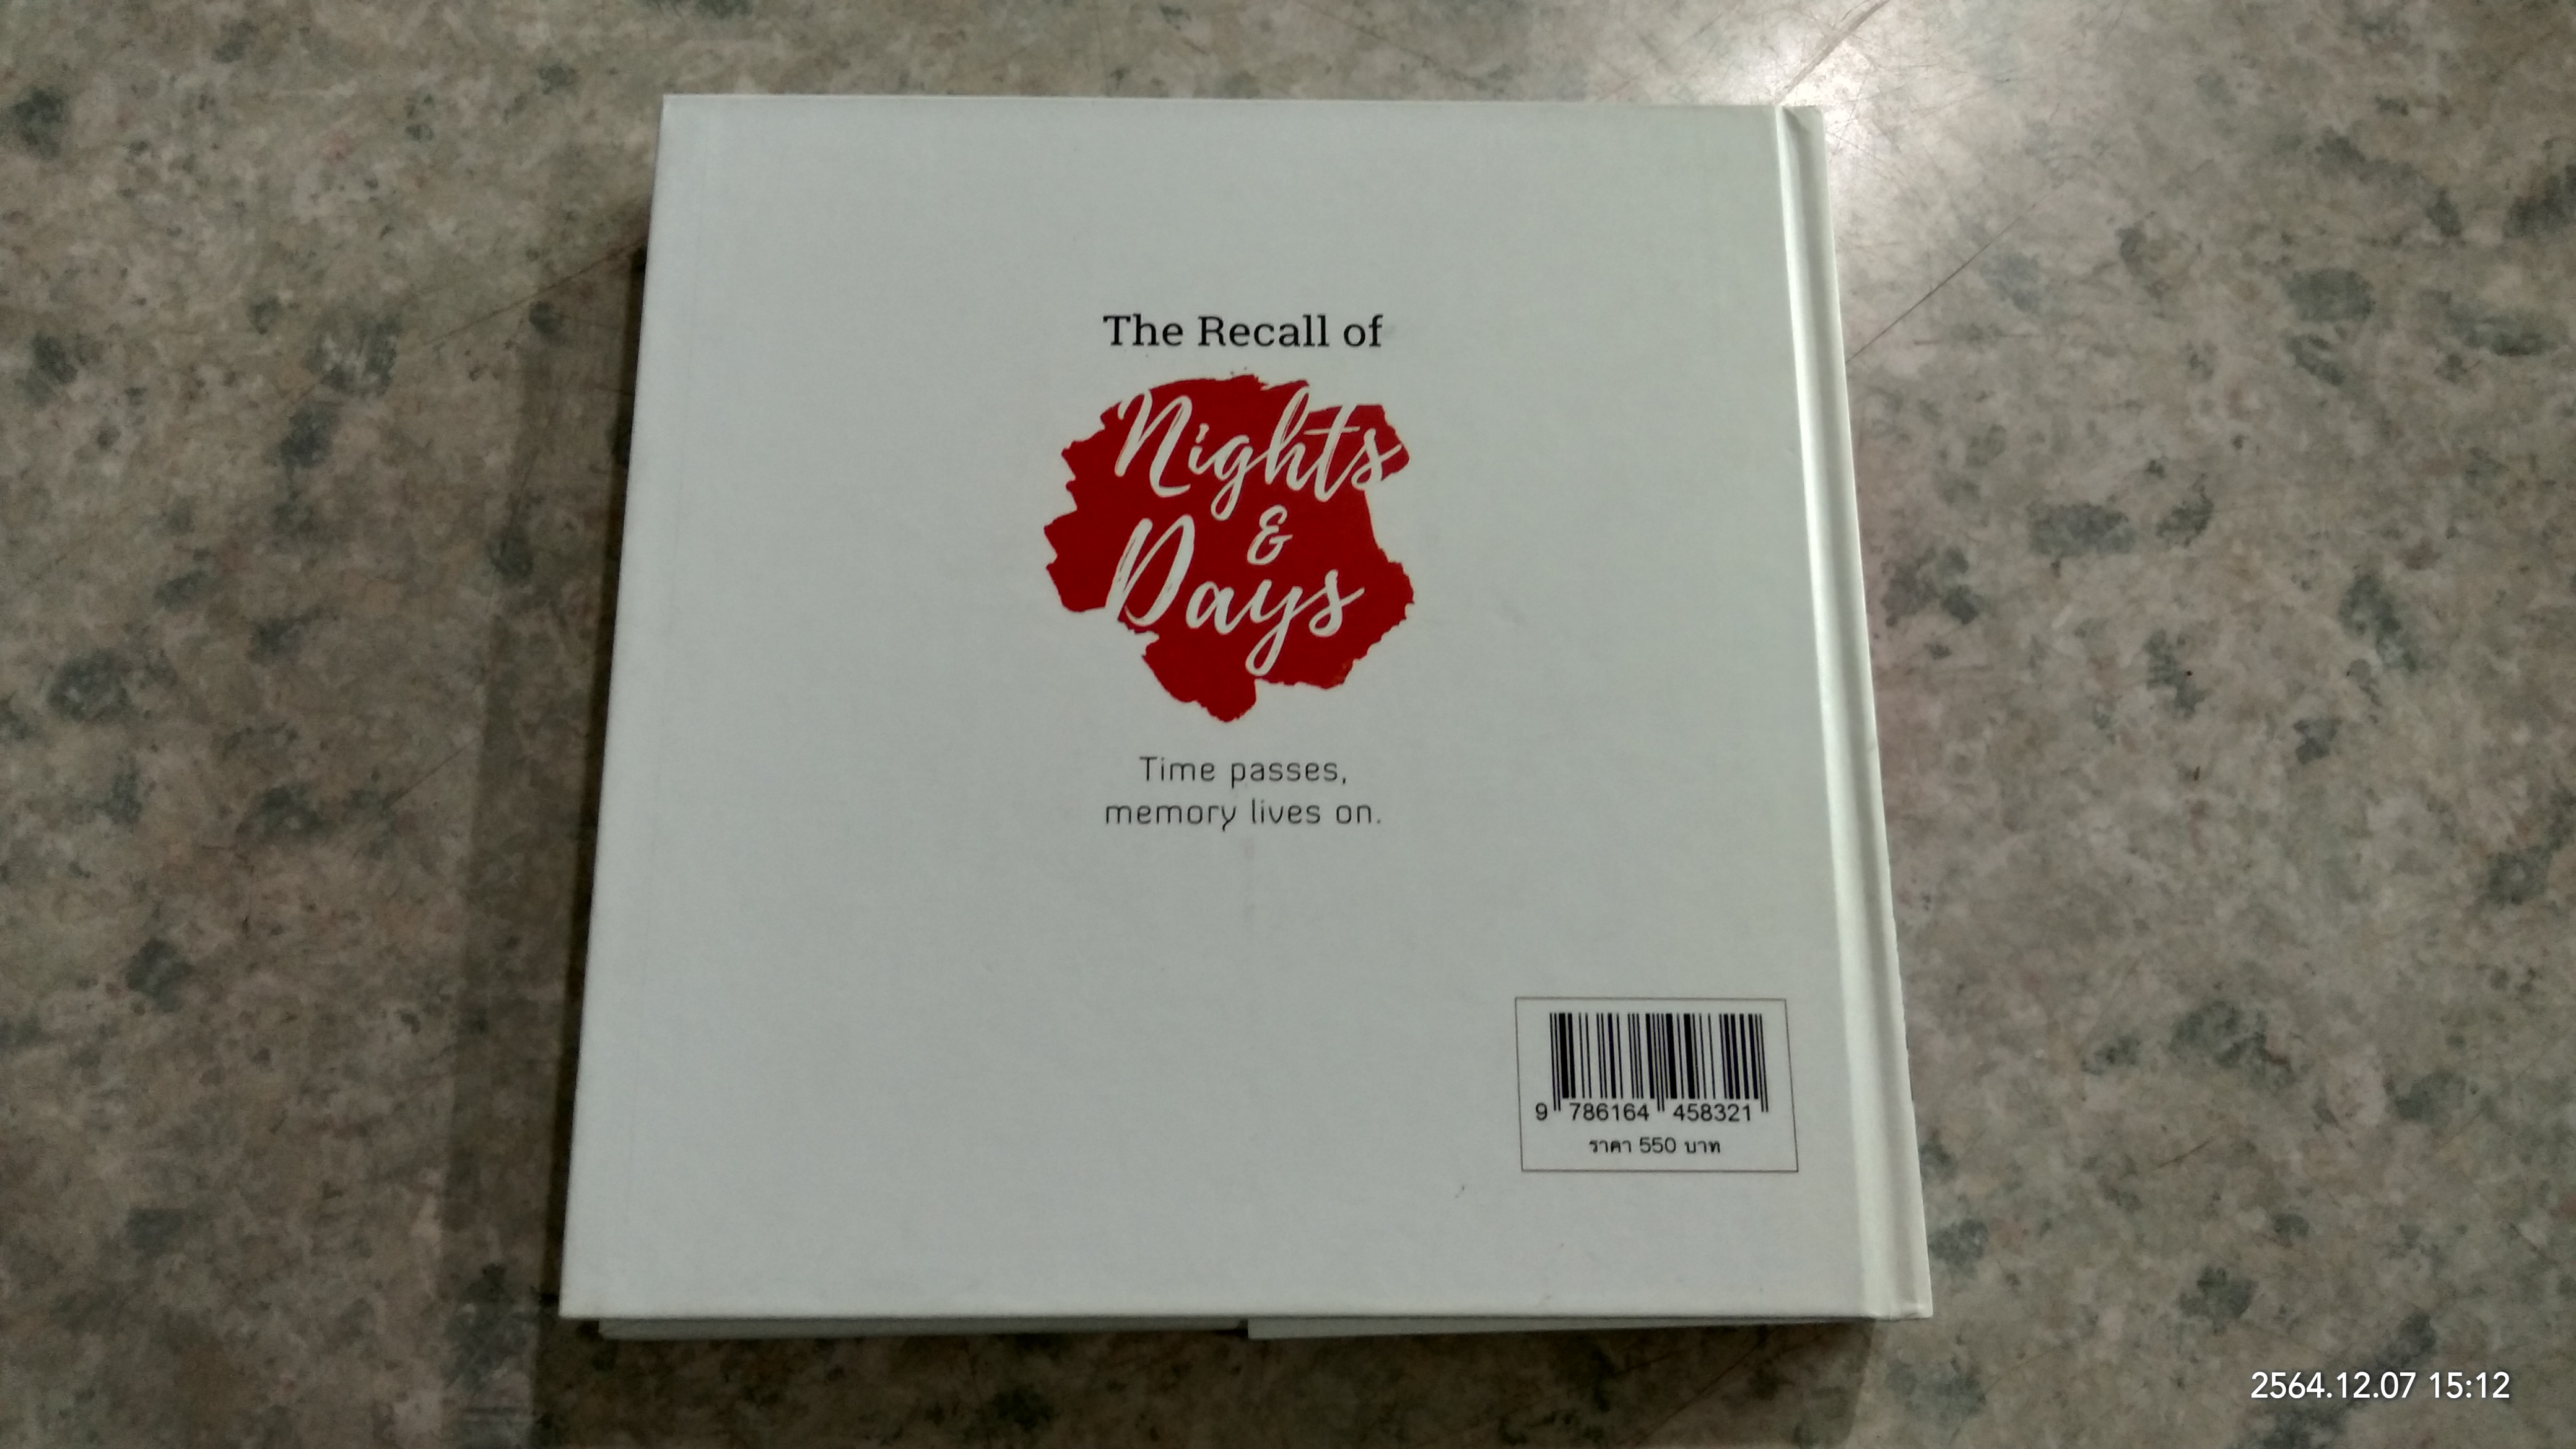 The Recall of
Nights
&
Days
Time passes,
memory lives on.
9 786164 458321
ราคา 550 บาท
2564.12.07 15:12